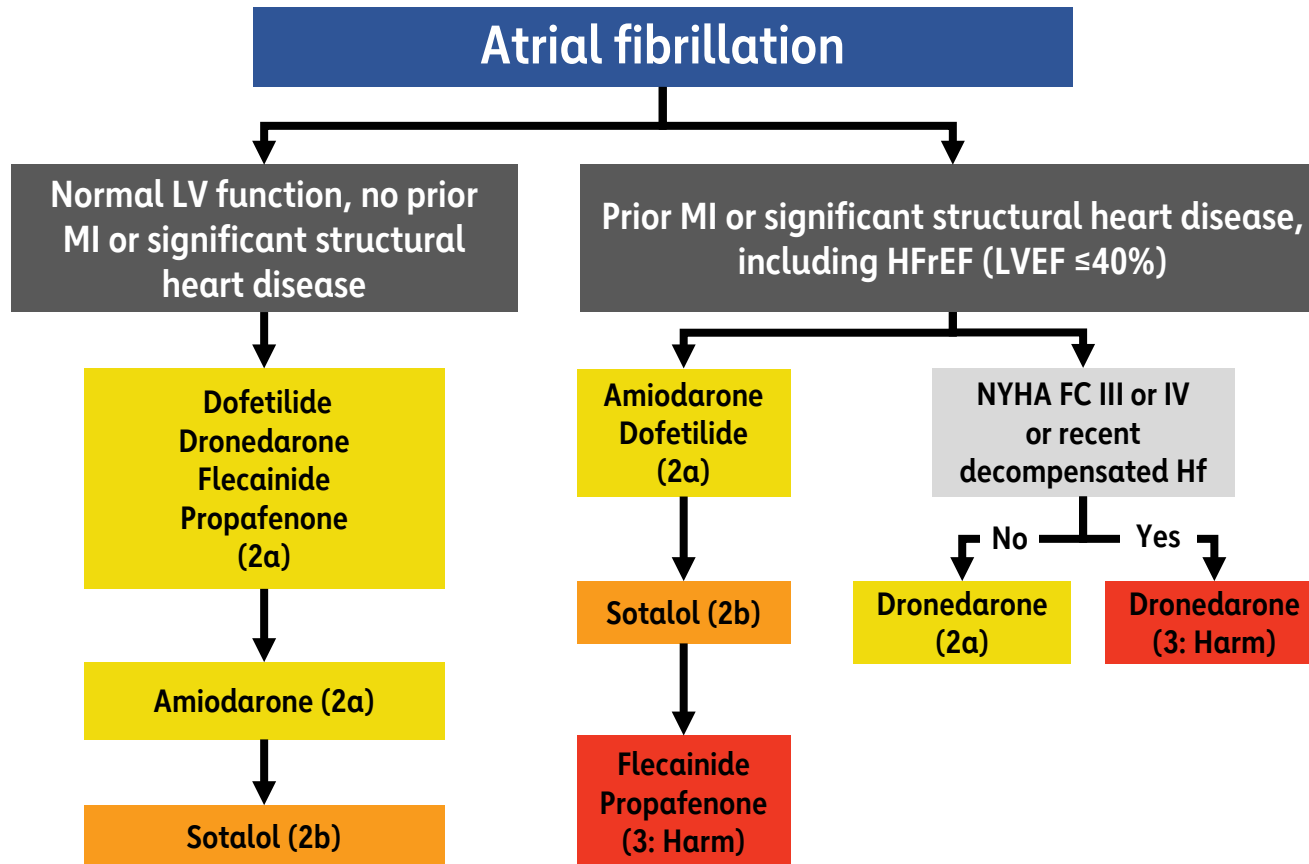 Atrial fibrillation
Normal LV function, no prior
MI or significant structural
heart disease
Dofetilide
Dronedarone
Flecainide
Propafenone
(2a)
Amiodarone (2a)
Sotalol (2b)
Prior MI or significant structural heart disease,
including HFrEF (LVEF ≤40%)
Amiodarone
Dofetilide
(2a)
Sotalol (2b)
Flecainide
Propafenone
(3: Harm)
NYHA FC III or IV
or recent
decompensated Hf
No
Yes
Dronedarone
(2a)
Dronedarone
(3: Harm)